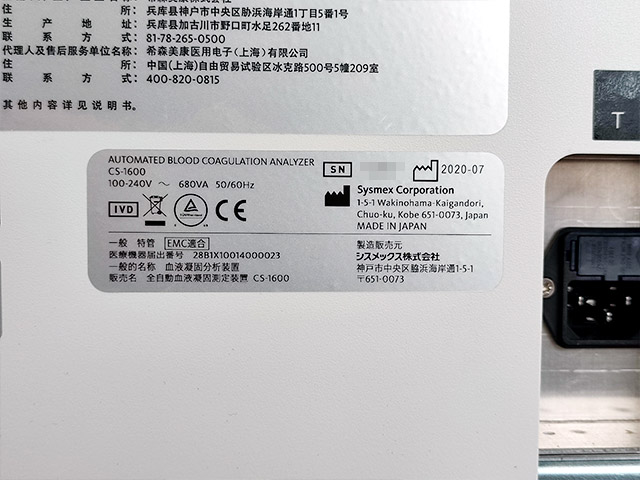 希森美康株式会社
住 所: 兵库县神户市中央区胁浜海岸通1丁目5番1号
生 产 地 址: 兵库县加古川市野口町水足262番地11
联 系 方 式: 81-78-265-0500
代理人及售后服务单位名称: 希森美康医用电子(上海)有限公司
住 所: 中国(上海)自由贸易试验区冰克路500号5幢209室
联 系 方 式: 400-820-0815
其他内容详见说明书。
T
AUTOMATED BLOOD COAGULATION ANALYZER
CS-1600
100-240V ~ 680VA 50/60Hz
IVD
CE
SN
2020-07
Sysmex Corporation
1-5-1 Wakinohama-Kaigandori,
Chuo-ku, Kobe 651-0073, Japan
MADE IN JAPAN
一般 特管 EMC適合
医療機器届出番号 28B1X10014000023
一般的名称 血液凝固分析装置
販売名 全自動血液凝固測定装置 CS-1600
製造販売元
シスメックス株式会社
神戸市中央区脇浜海岸通1-5-1
〒651-0073